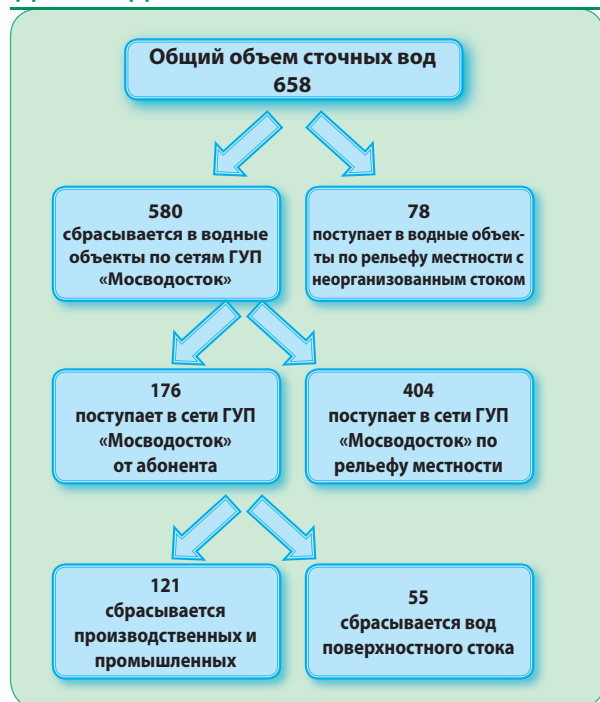 Общий объем сточных вод
658
580
сбрасывается в водные
объекты по сетям ГУП
«Мосводосток»
78
поступает в водные объек-
ты по рельефу местности с
неорганизованным стоком
176
поступает в сети ГУП
«Мосводосток»
от абонента
404
поступает в сети ГУП
«Мосводосток» по
рельефу местности
121
сбрасывается
производственных и
промышленных
55
сбрасывается вод
поверхностного стока